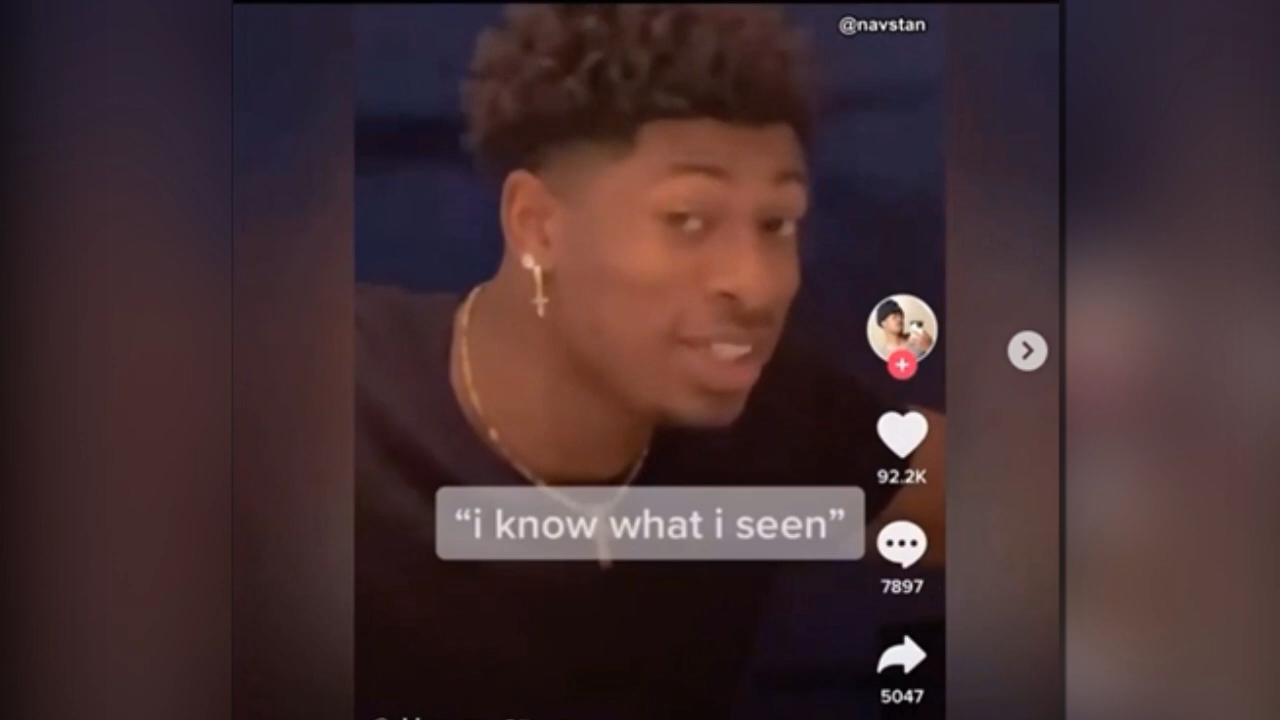 @navstan
92.2K
“i know what i seen”
7897
5047